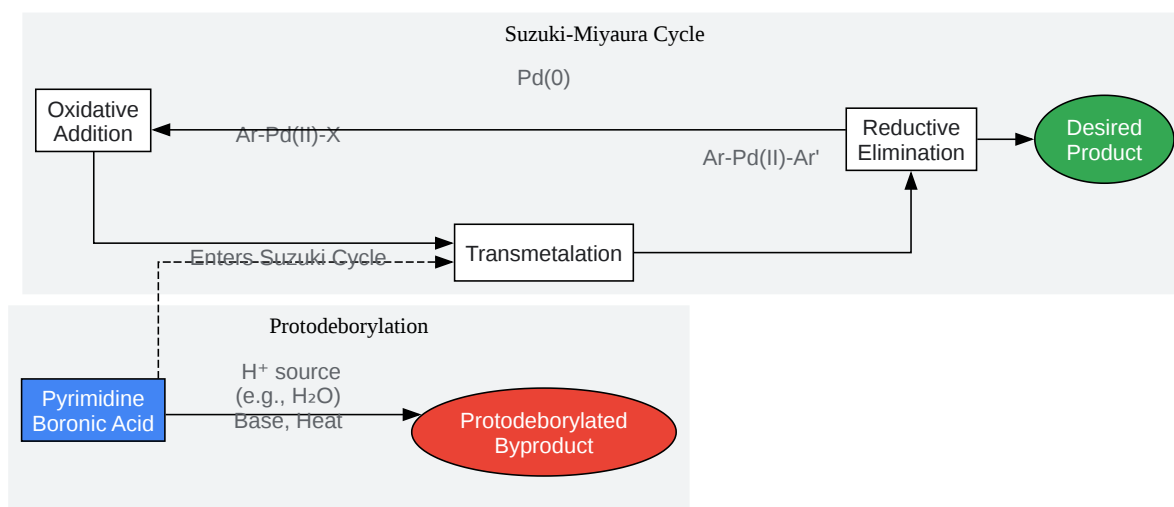 Suzuki-Miyaura Cycle
Pd(0)
Oxidative
Addition
Ar-Pd(II)-X
Reductive
Elimination
Desired
Product
Ar-Pd(II)-Ar'
Transmetalation
Enters Suzuki Cycle
Protodeborylation
H⁺ source
(e.g., H₂O)
Base, Heat
Pyrimidine
Boronic Acid
Protodeborylated
Byproduct